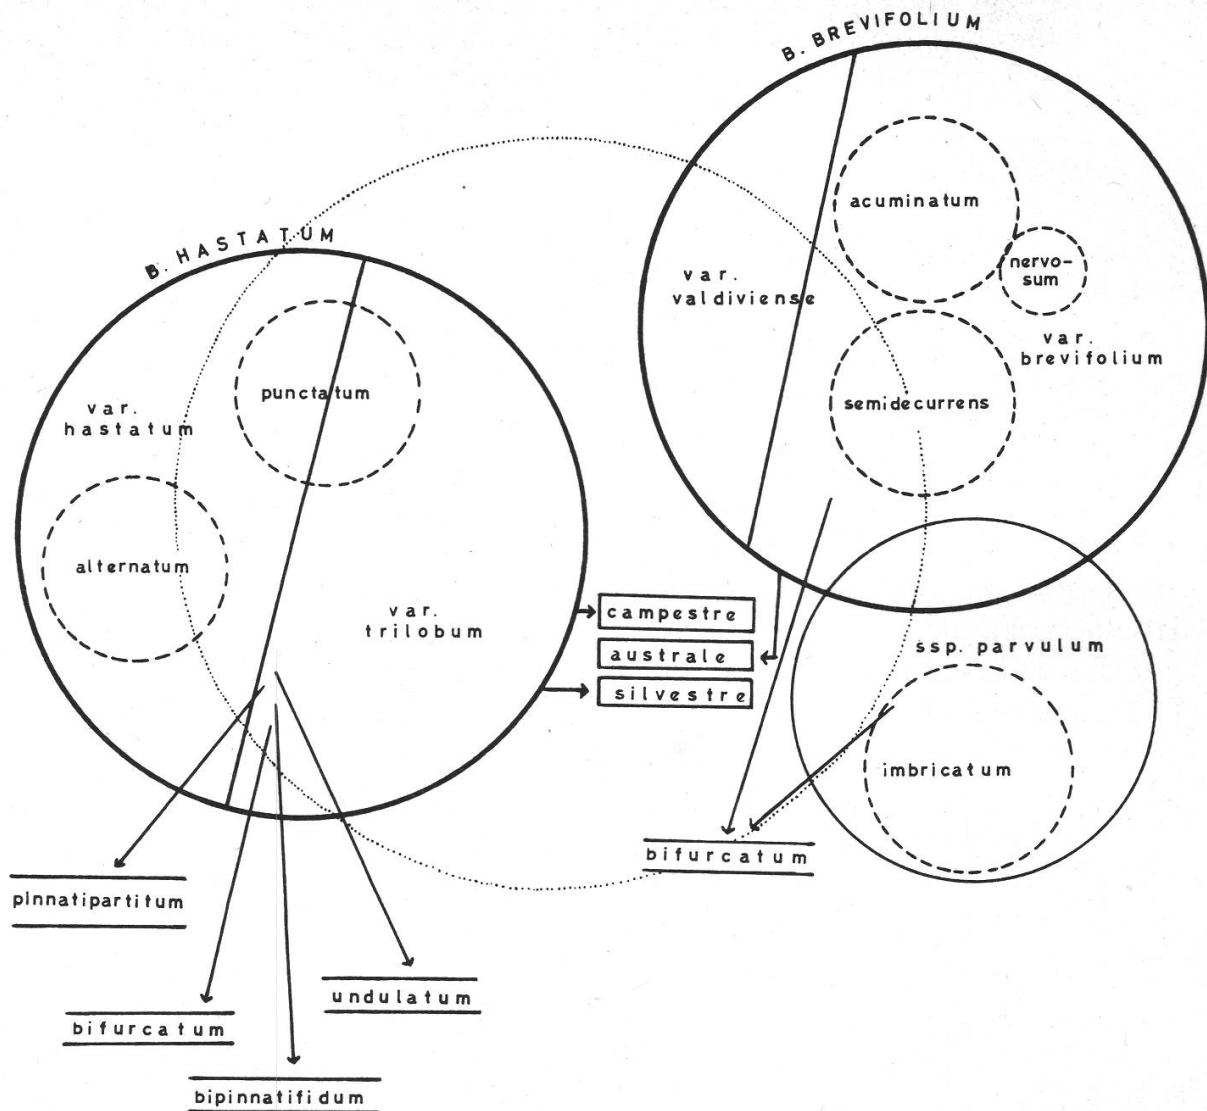 B. BREVIFOLIUM
acuminatum
B. HASTATUM
nervo-
sum
var.
valdiviense
var.
brevifolium
punctatum
semidecurrens
var.
hastatum
alternatum
var.
trilobum
campestre
australe
silvestre
ssp. parvulum
imbricatum
bifurcatum
pinnatipartitum
undulatum
bifurcatum
bipinnatifidum